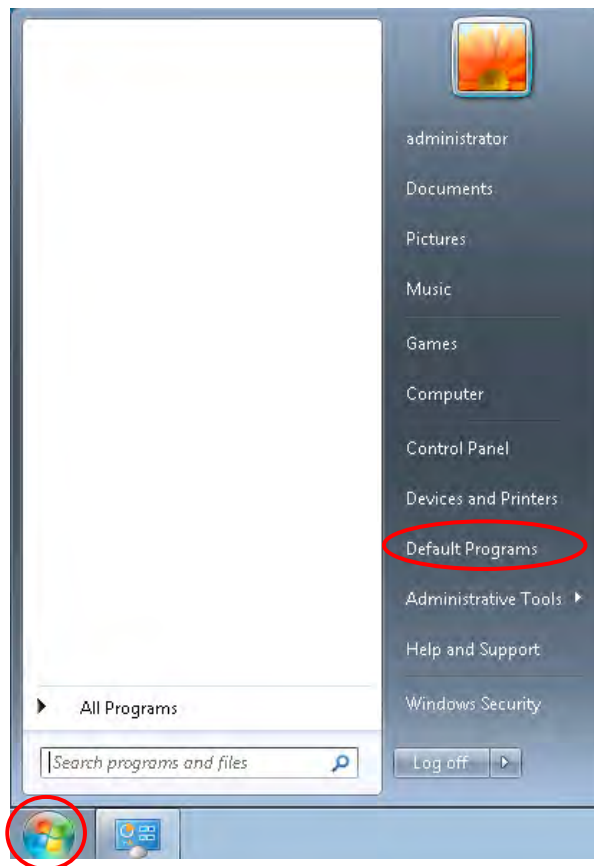 administrator
Documents
Pictures
Music
Games
Computer
Control Panel
Devices and Printers
Default Programs
Administrative Tools
Help and Support
All Programs
Windows Security
Search programs and files
Log off